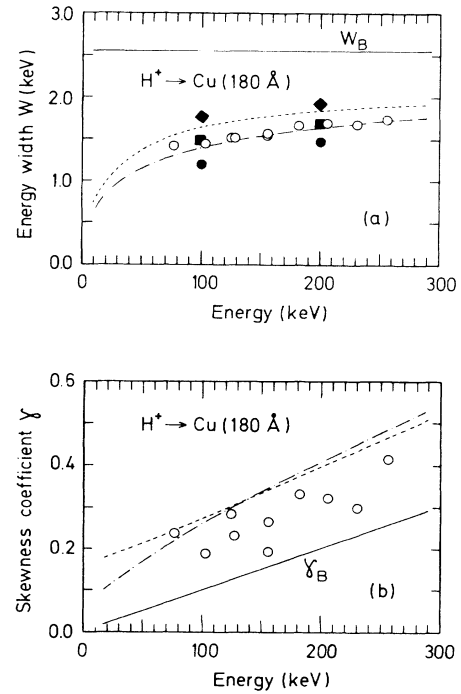 3.0
W_B
H⁺ → Cu (180 Å)
2.0
Energy width W (keV)
1.0
(a)
0.0
0 100 200 300
Energy (keV)
0.6
H⁺ → Cu (180 Å)
0.4
Skewness coefficient γ
0.2
γ_B
(b)
0.0
0 100 200 300
Energy (keV)